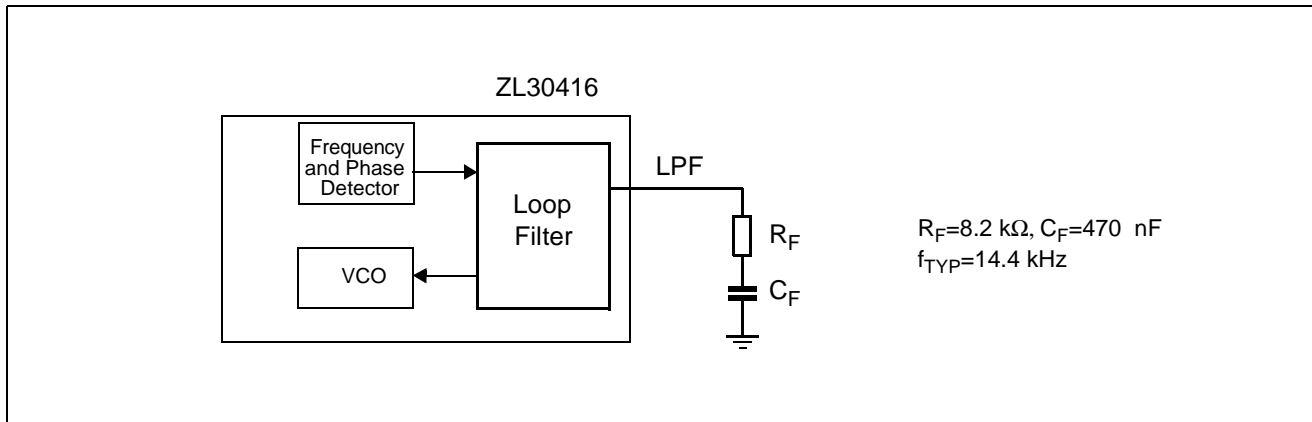 ZL30416
Frequency
and Phase
Detector
Loop
Filter
VCO
LPF
RF
CF
RF=8.2 kΩ, CF=470 nF
fTYP=14.4 kHz